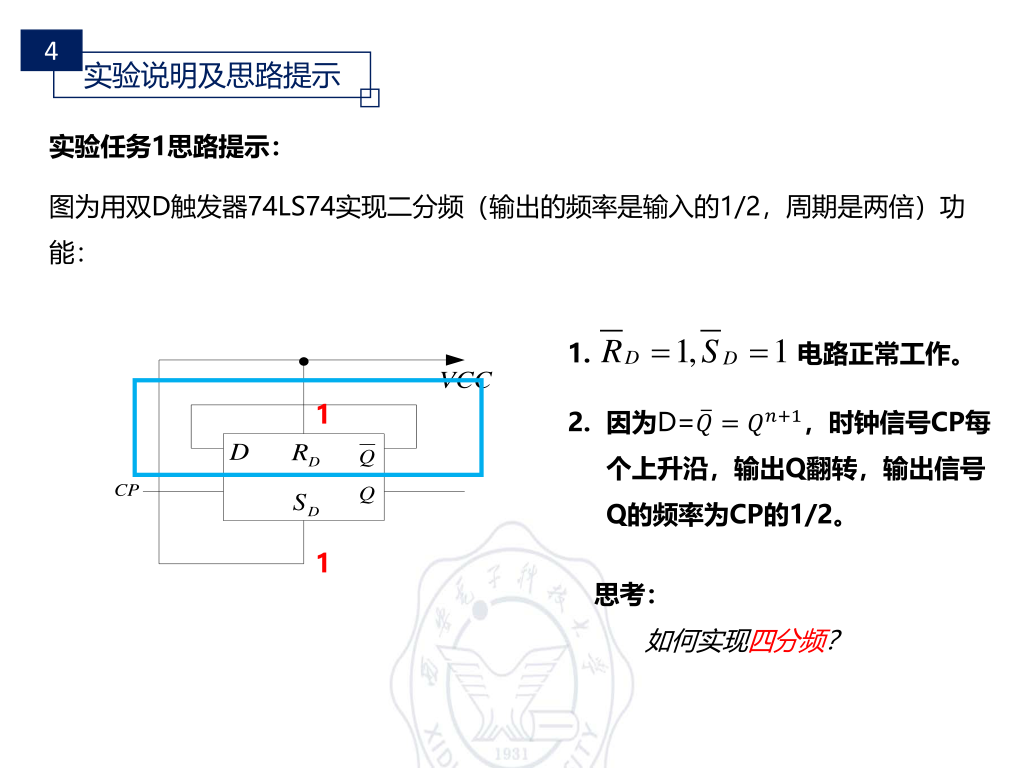 4
实验说明及思路提示
实验任务1思路提示：
图为用双D触发器74LS74实现二分频（输出的频率是输入的1/2，周期是两倍）功
能：
VCC
1
D R_D Q̅
CP
S_D Q
1
1. R̅_D =1, S̅_D =1 电路正常工作。
2. 因为D=Q̅ = Q^{n+1}，时钟信号CP每
个上升沿，输出Q翻转，输出信号
Q的频率为CP的1/2。
思考：
如何实现四分频？
1931